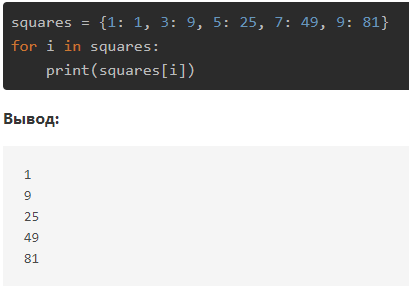 squares = {1: 1, 3: 9, 5: 25, 7: 49, 9: 81}
for i in squares:
    print(squares[i])
Вывод:
1
9
25
49
81